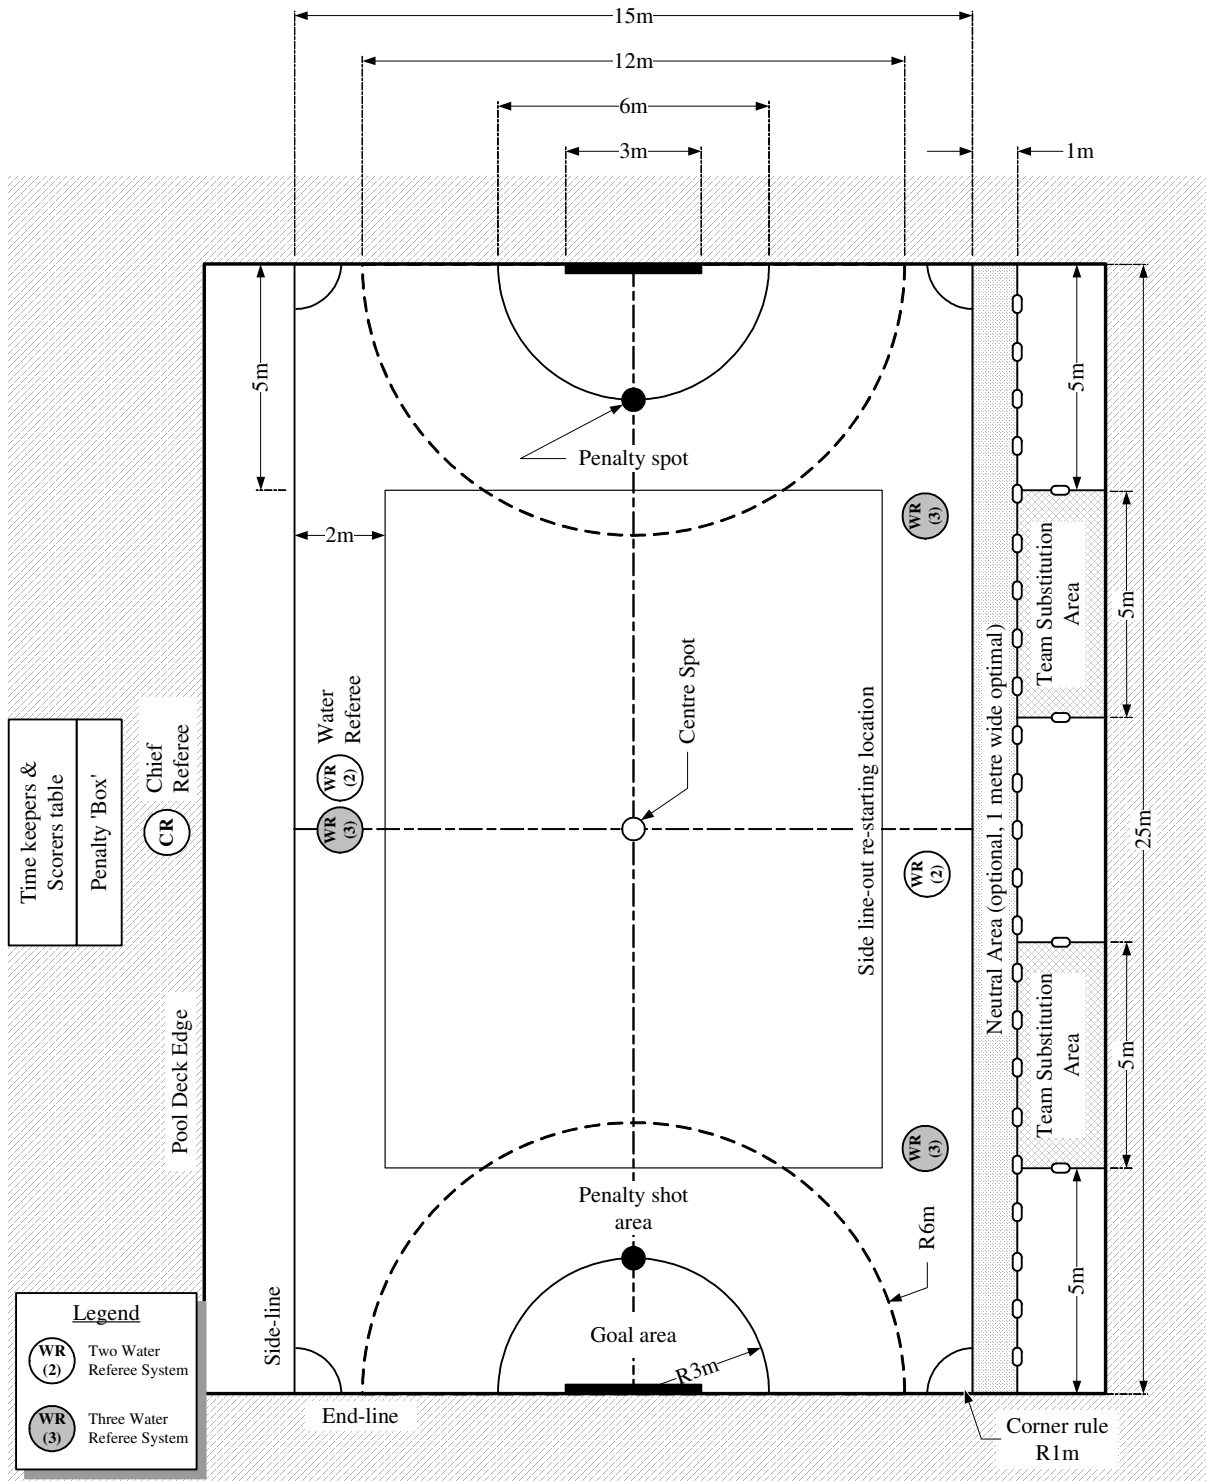 15m
12m
6m
3m
1m
5m
5m
Penalty spot
2m
WR
(3)
Team Substitution
Area
5m
Centre Spot
Water
Referee
WR
(2)
WR
(3)
Chief
Referee
CR
Time keepers &
Scorers table
Penalty 'Box'
Side line-out re-starting location
Neutral Area (optional, 1 metre wide optimal)
25m
WR
(2)
Pool Deck Edge
Team Substitution
Area
5m
WR
(3)
Penalty shot
area
R6m
5m
Side-line
Goal area
R3m
End-line
Corner rule
R1m
Legend
WR
(2)
Two Water
Referee System
WR
(3)
Three Water
Referee System